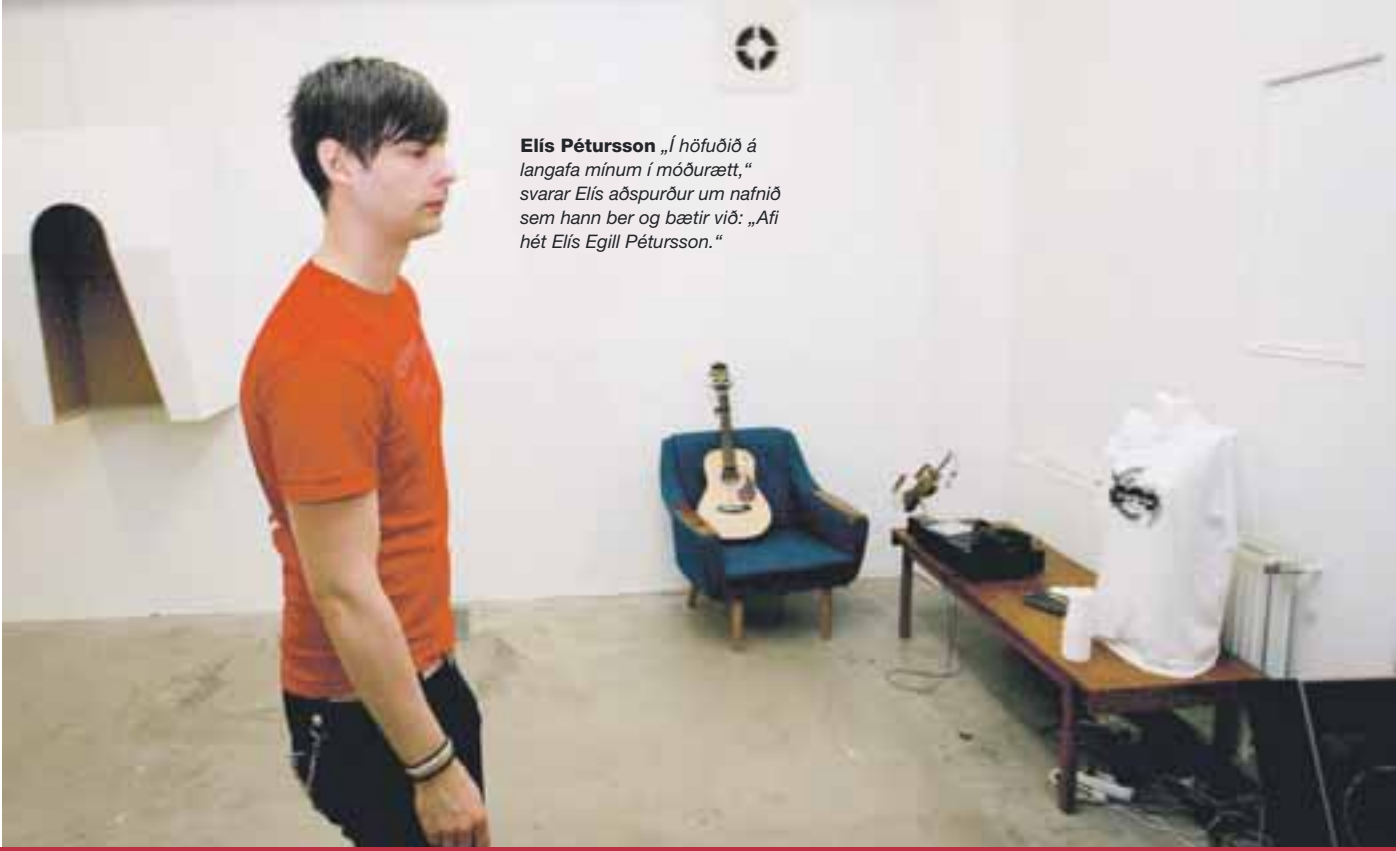 Elís Pétursson „Í höfuðið á
langafa mínum í móðurætt,“
svarar Elís aðspurður um nafnið
sem hann ber og bætir við: „Afi
hét Elís Egill Pétursson.“